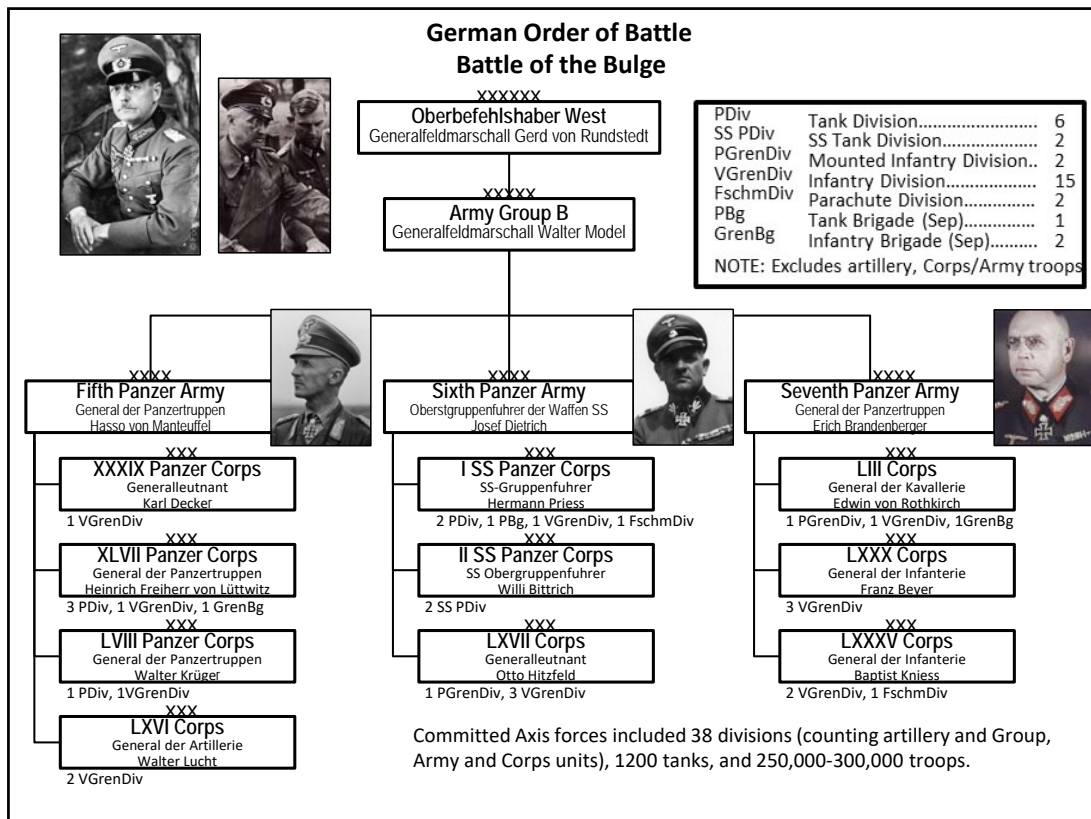 German Order of Battle
Battle of the Bulge
XXXXXX
Oberbefehlshaber West
Generalfeldmarschall Gerd von Rundstedt
XXXXX
Army Group B
Generalfeldmarschall Walter Model
PDiv Tank Division........................ 6
SS PDiv SS Tank Division.................... 2
PGrenDiv Mounted Infantry Division.. 2
VGrenDiv Infantry Division.................... 15
FschmDiv Parachute Division................ 2
PBg Tank Brigade (Sep)............... 1
GrenBg Infantry Brigade (Sep).......... 2
NOTE: Excludes artillery, Corps/Army troops
XXXX
Fifth Panzer Army
General der Panzertruppen
Hasso von Manteuffel
XXX
XXXIX Panzer Corps
Generalleutnant
Karl Decker
1 VGrenDiv
XXX
XLVII Panzer Corps
General der Panzertruppen
Heinrich Freiherr von Lüttwitz
3 PDiv, 1 VGrenDiv, 1 GrenBg
XXX
LVIII Panzer Corps
General der Panzertruppen
Walter Krüger
1 PDiv, 1VGrenDiv
XXX
LXVI Corps
General der Artillerie
Walter Lucht
2 VGrenDiv
XXXX
Sixth Panzer Army
Oberstgruppenfuhrer der Waffen SS
Josef Dietrich
XXX
I SS Panzer Corps
SS-Gruppenfuhrer
Hermann Priess
2 PDiv, 1 PBg, 1 VGrenDiv, 1 FschmDiv
XXX
II SS Panzer Corps
SS Obergruppenfuhrer
Willi Bittrich
2 SS PDiv
XXX
LXVII Corps
Generalleutnant
Otto Hitzfeld
1 PGrenDiv, 3 VGrenDiv
XXXX
Seventh Panzer Army
General der Panzertruppen
Erich Brandenberger
XXX
LIII Corps
General der Kavallerie
Edwin von Rothkirch
1 PGrenDiv, 1 VGrenDiv, 1GrenBg
XXX
LXXX Corps
General der Infanterie
Franz Beyer
3 VGrenDiv
XXX
LXXXV Corps
General der Infanterie
Baptist Kniess
2 VGrenDiv, 1 FschmDiv
Committed Axis forces included 38 divisions (counting artillery and Group,
Army and Corps units), 1200 tanks, and 250,000-300,000 troops.